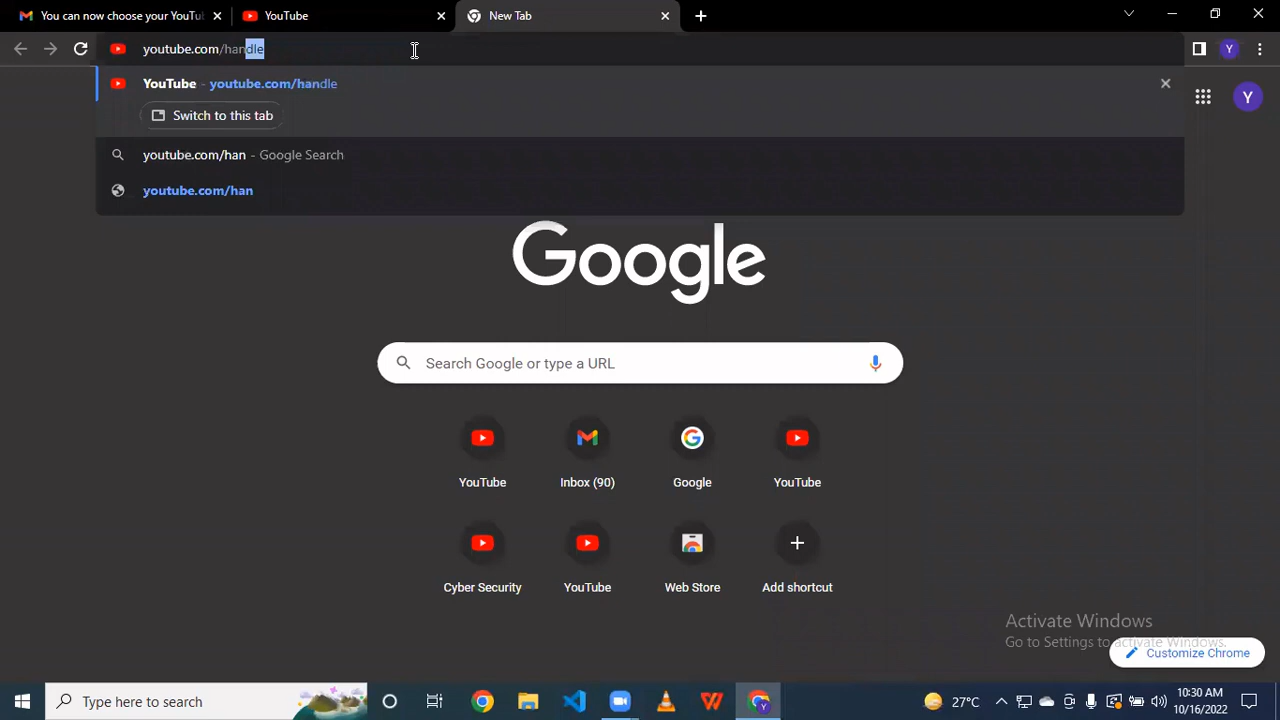 You can now choose your YouTu
YouTube
New Tab
youtube.com/handle
Y
YouTube - youtube.com/handle
Switch to this tab
Y
youtube.com/han - Google Search
youtube.com/han
Google
Search Google or type a URL
YouTube
Inbox (90)
Google
YouTube
Cyber Security
YouTube
Web Store
Add shortcut
Activate Windows
Go to Settings to activate Windows.
Customize Chrome
Type here to search
27°C
10:30 AM
10/16/2022